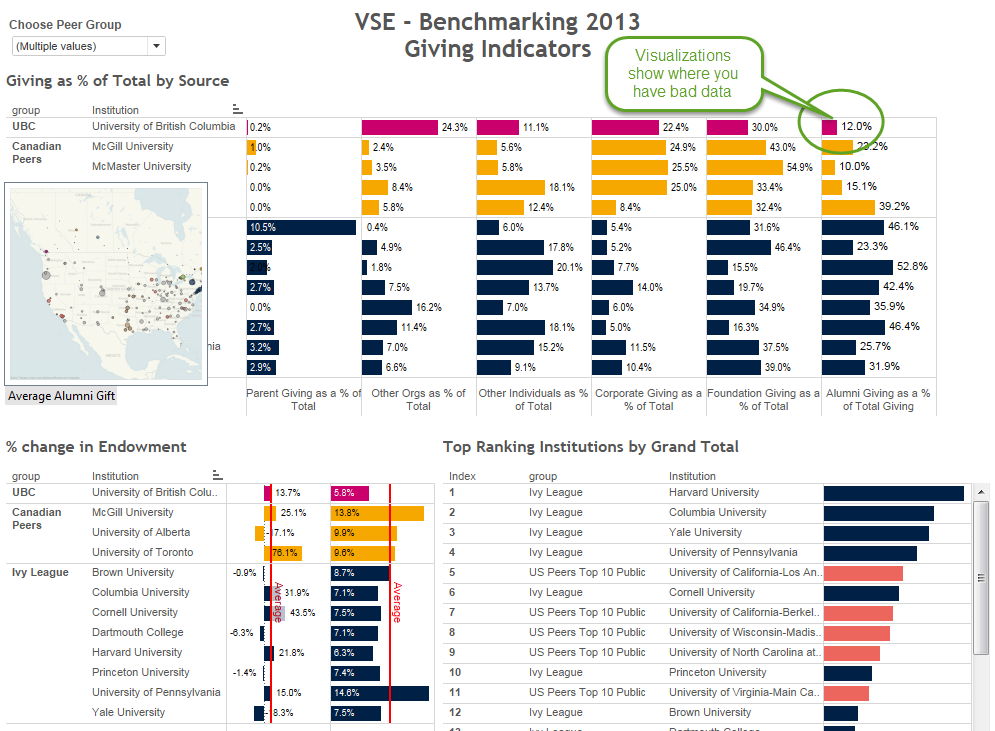 Choose Peer Group
(Multiple values)
VSE - Benchmarking 2013
Giving Indicators
Visualizations
show where you
have bad data
Giving as % of Total by Source
group Institution
UBC University of British Columbia 0.2% 24.3% 11.1% 22.4% 30.0% 12.0%
Canadian Peers McGill University 1.0% 2.4% 5.6% 24.9% 43.0% 23.2%
McMaster University 0.2% 3.5% 5.8% 25.5% 54.9% 10.0%
0.0% 8.4% 18.1% 25.0% 33.4% 15.1%
0.0% 5.8% 12.4% 8.4% 32.4% 39.2%
10.5% 0.4% 6.0% 5.4% 31.6% 46.1%
2.5% 4.9% 17.8% 5.2% 46.4% 23.3%
2.0% 1.8% 20.1% 7.7% 15.5% 52.8%
2.7% 7.5% 13.7% 14.0% 19.7% 42.4%
0.0% 16.2% 7.0% 6.0% 34.9% 35.9%
2.7% 11.4% 18.1% 5.0% 16.3% 46.4%
nia 3.2% 7.0% 15.2% 11.5% 37.5% 25.7%
2.9% 6.6% 9.1% 10.4% 39.0% 31.9%
Average Alumni Gift
Parent Giving as a % of Total
Other Orgs as % of Total
Other Individuals as % of Total
Corporate Giving as a % of Total
Foundation Giving as a % of Total
Alumni Giving as a % of Total Giving
% change in Endowment
group Institution
UBC University of British Colu.. 13.7% 5.8%
Canadian Peers McGill University 25.1% 13.8%
University of Alberta -17.1% 9.9%
University of Toronto 76.1% 9.6%
Ivy League Brown University -0.9% 8.7%
Columbia University 31.9% 7.1%
Cornell University 43.5% 7.5%
Dartmouth College -6.3% 7.1%
Harvard University 21.8% 6.3%
Princeton University -1.4% 7.4%
University of Pennsylvania 15.0% 14.6%
Yale University -18.3% 7.5%
Average
Average
Top Ranking Institutions by Grand Total
Index group Institution
1 Ivy League Harvard University
2 Ivy League Columbia University
3 Ivy League Yale University
4 Ivy League University of Pennsylvania
5 US Peers Top 10 Public University of California-Los An..
6 Ivy League Cornell University
7 US Peers Top 10 Public University of California-Berkel..
8 US Peers Top 10 Public University of Wisconsin-Madis..
9 US Peers Top 10 Public University of North Carolina at..
10 Ivy League Princeton University
11 US Peers Top 10 Public University of Virginia-Main Ca..
12 Ivy League Brown University